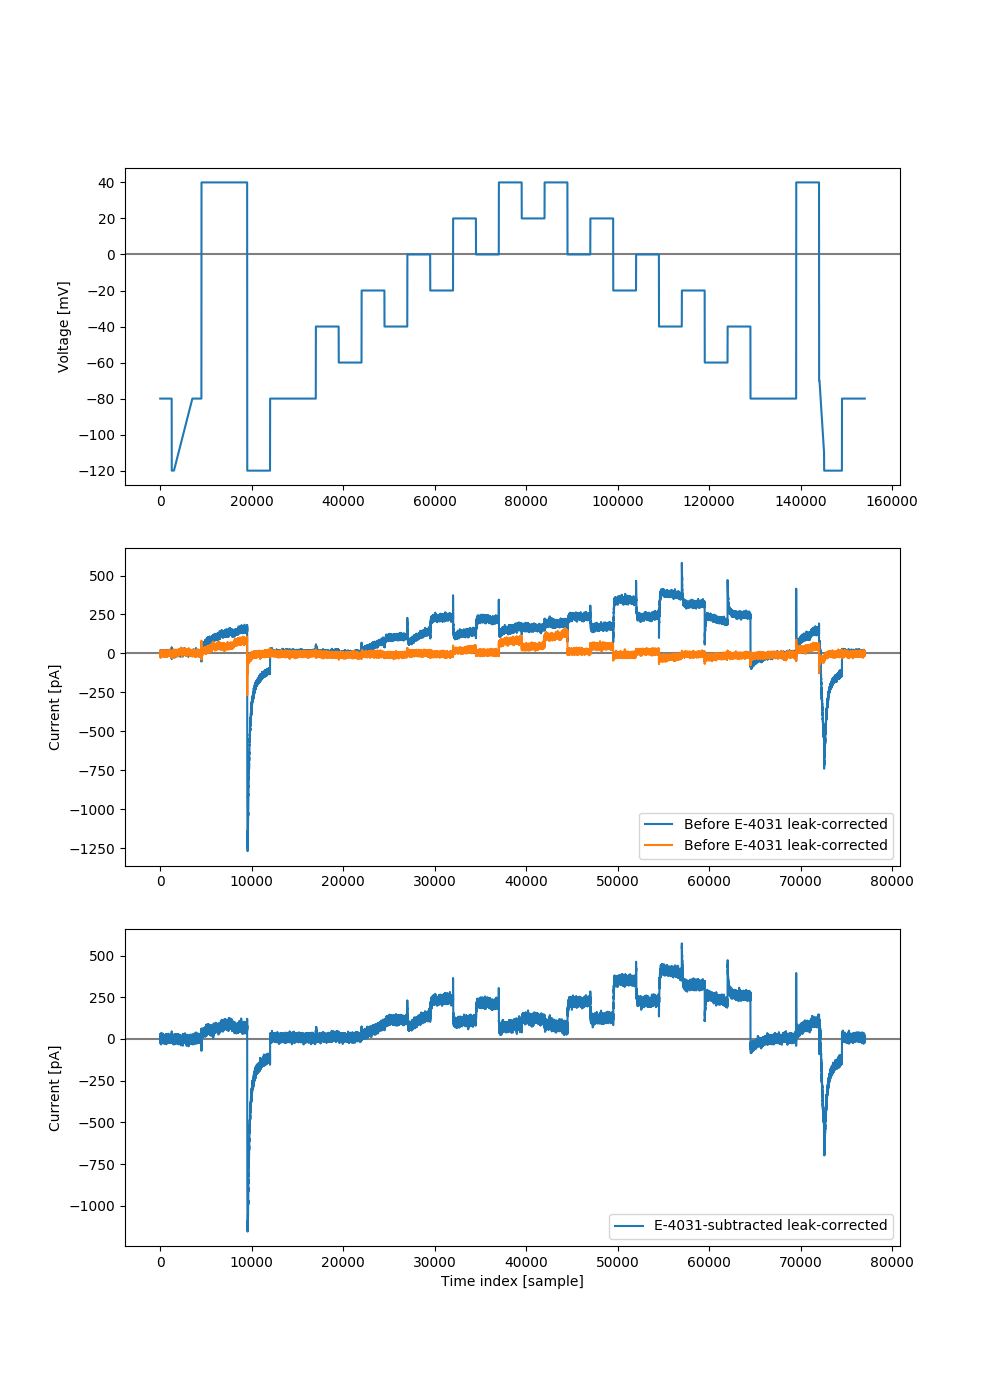 40
20
0
−20
−40
−60
−80
−100
−120
Voltage [mV]
0 20000 40000 60000 80000 100000 120000 140000 160000
500
250
0
−250
−500
−750
−1000
−1250
Current [pA]
Before E-4031 leak-corrected
Before E-4031 leak-corrected
0 10000 20000 30000 40000 50000 60000 70000 80000
500
250
0
−250
−500
−750
−1000
Current [pA]
E-4031-subtracted leak-corrected
0 10000 20000 30000 40000 50000 60000 70000 80000
Time index [sample]